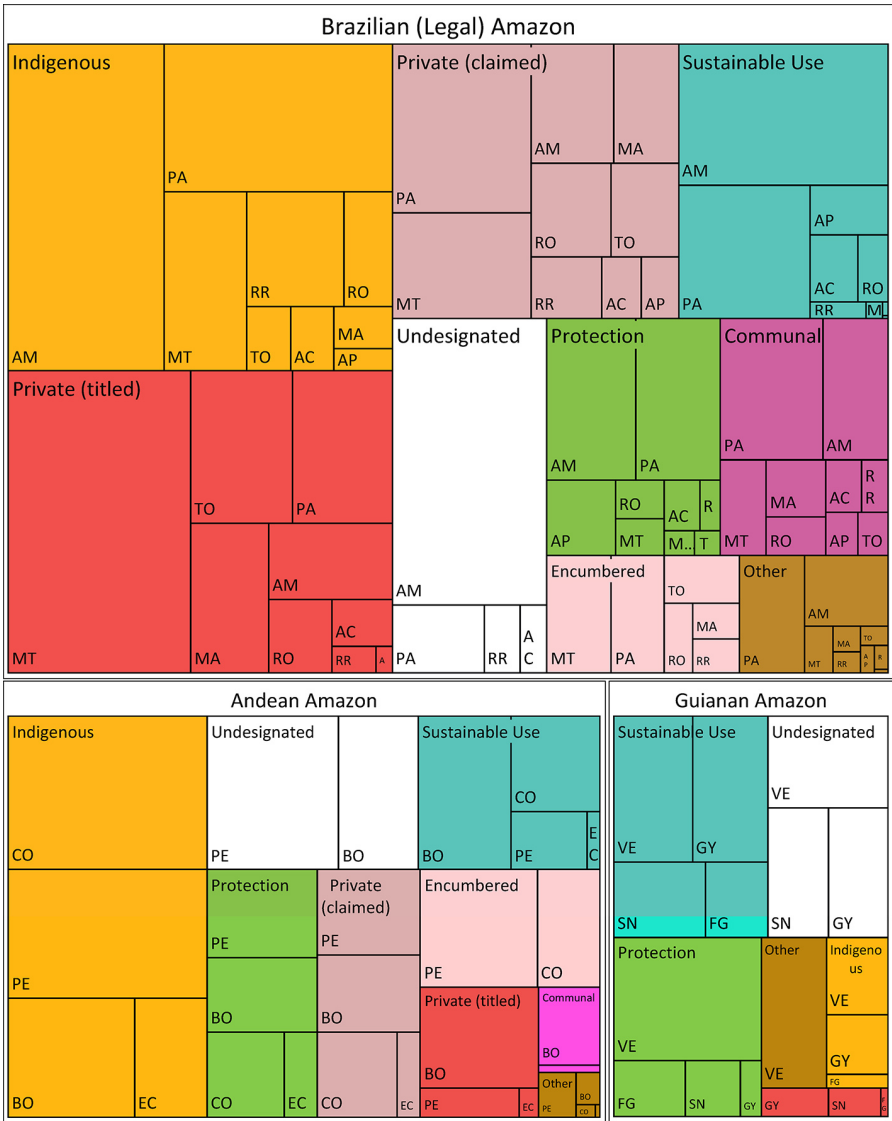 Brazilian (Legal) Amazon
Indigenous
AM
PA
MT
RR
RO
TO
AC
MA
AP
Private (claimed)
PA
AM
MA
MT
RO
TO
RR
AC
AP
Sustainable Use
AM
PA
AP
AC
RO
RR
M
Private (titled)
MT
TO
PA
MA
AM
RO
AC
RR
A
Undesignated
AM
PA
RR
A
C
Protection
AM
PA
AP
RO
MT
AC
R
M..
T
Communal
PA
AM
MT
MA
RO
AC
R
R
AP
TO
Encumbered
MT
PA
TO
RO
MA
RR
Other
PA
AM
MT
MA
RR
TO
A
P
R
Andean Amazon
Indigenous
CO
PE
BO
EC
Undesignated
PE
BO
Sustainable Use
BO
CO
PE
E
C
Protection
PE
BO
CO
EC
Private
(claimed)
PE
BO
CO
EC
Encumbered
PE
CO
Private (titled)
BO
PE
EC
Communal
BO
Other
PE
BO
CO
Guianan Amazon
Sustainable Use
VE
GY
SN
FG
Undesignated
VE
SN
GY
Protection
VE
FG
SN
GY
Other
VE
Indigeno
us
VE
GY
FG
GY
SN
F
G